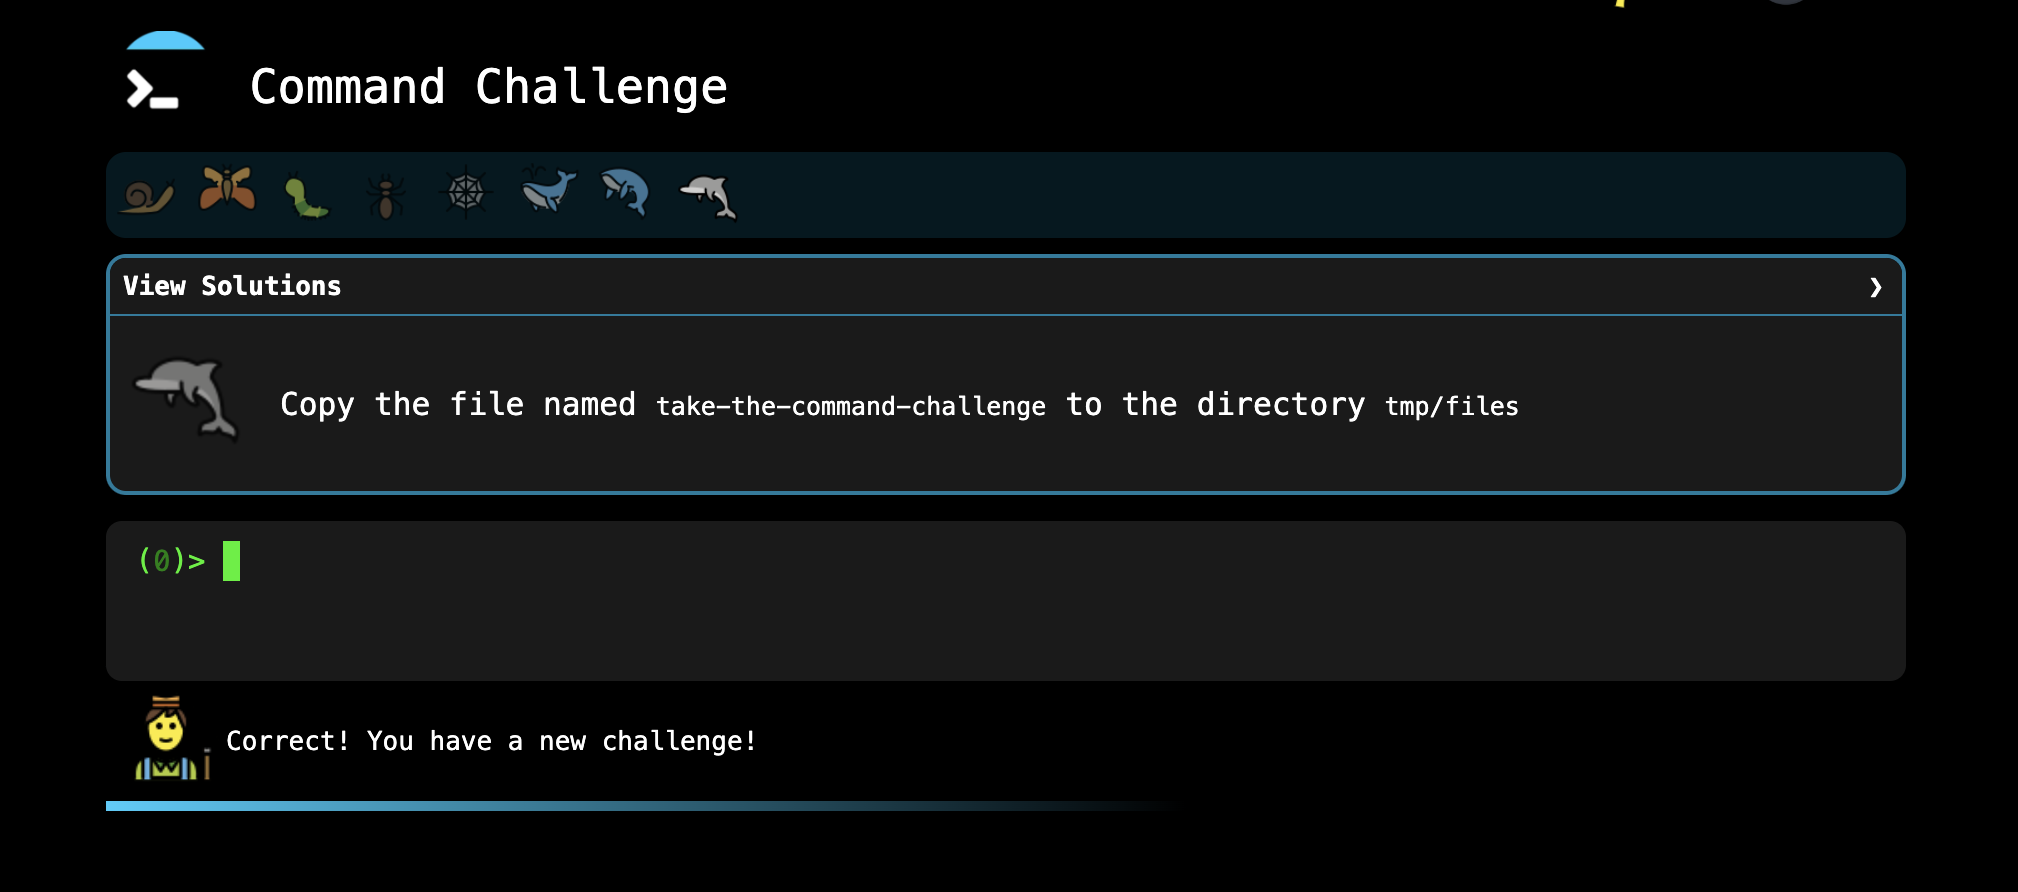 Command Challenge
View Solutions ❯
Copy the file named take-the-command-challenge to the directory tmp/files
(0)>
Correct! You have a new challenge!